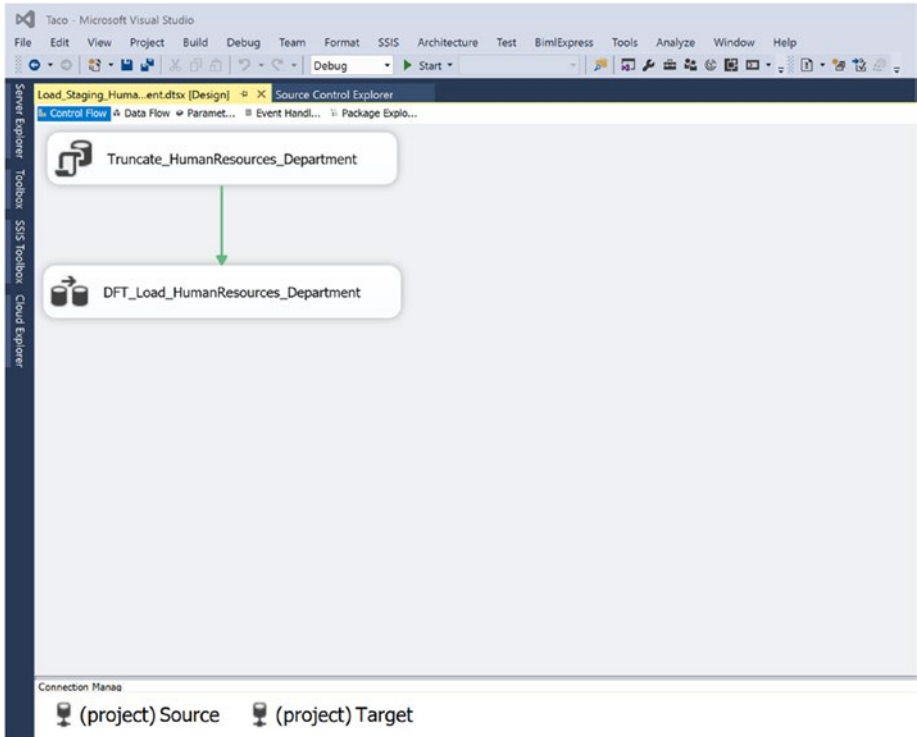 Taco - Microsoft Visual Studio
File Edit View Project Build Debug Team Format SSIS Architecture Test BimlExpress Tools Analyze Window Help
Debug Start
Load_Staging_Huma...ent.dtsx [Design] Source Control Explorer
Control Flow Data Flow Paramet... Event Handl... Package Explo...
Server Explorer
Toolbox
SSIS Toolbox
Cloud Explorer
Truncate_HumanResources_Department
DFT_Load_HumanResources_Department
Connection Manag
(project) Source (project) Target